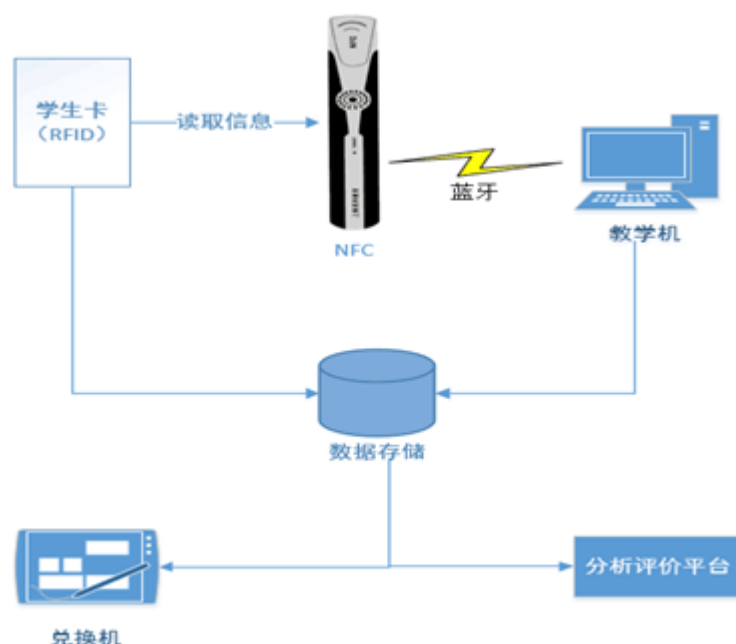 学生卡
（RFID）
读取信息
蓝牙
NFC
教学机
数据存储
分析评价平台
兑换机